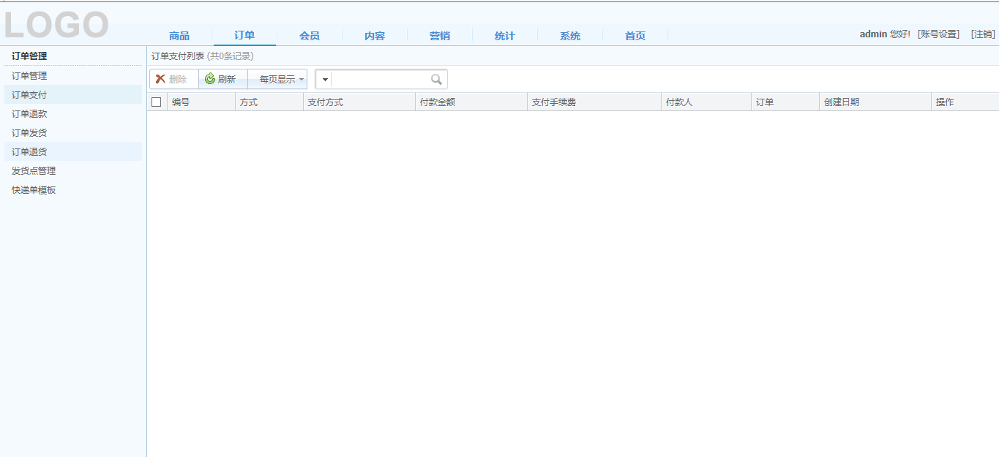 LOGO
商品 订单 会员 内容 营销 统计 系统 首页
admin 您好! [账号设置] [注销]
订单管理
订单管理
订单支付
订单退款
订单发货
订单退货
发货点管理
快递单模板
订单支付列表 (共0条记录)
删除 刷新 每页显示
编号 方式 支付方式 付款金额 支付手续费 付款人 订单 创建日期 操作